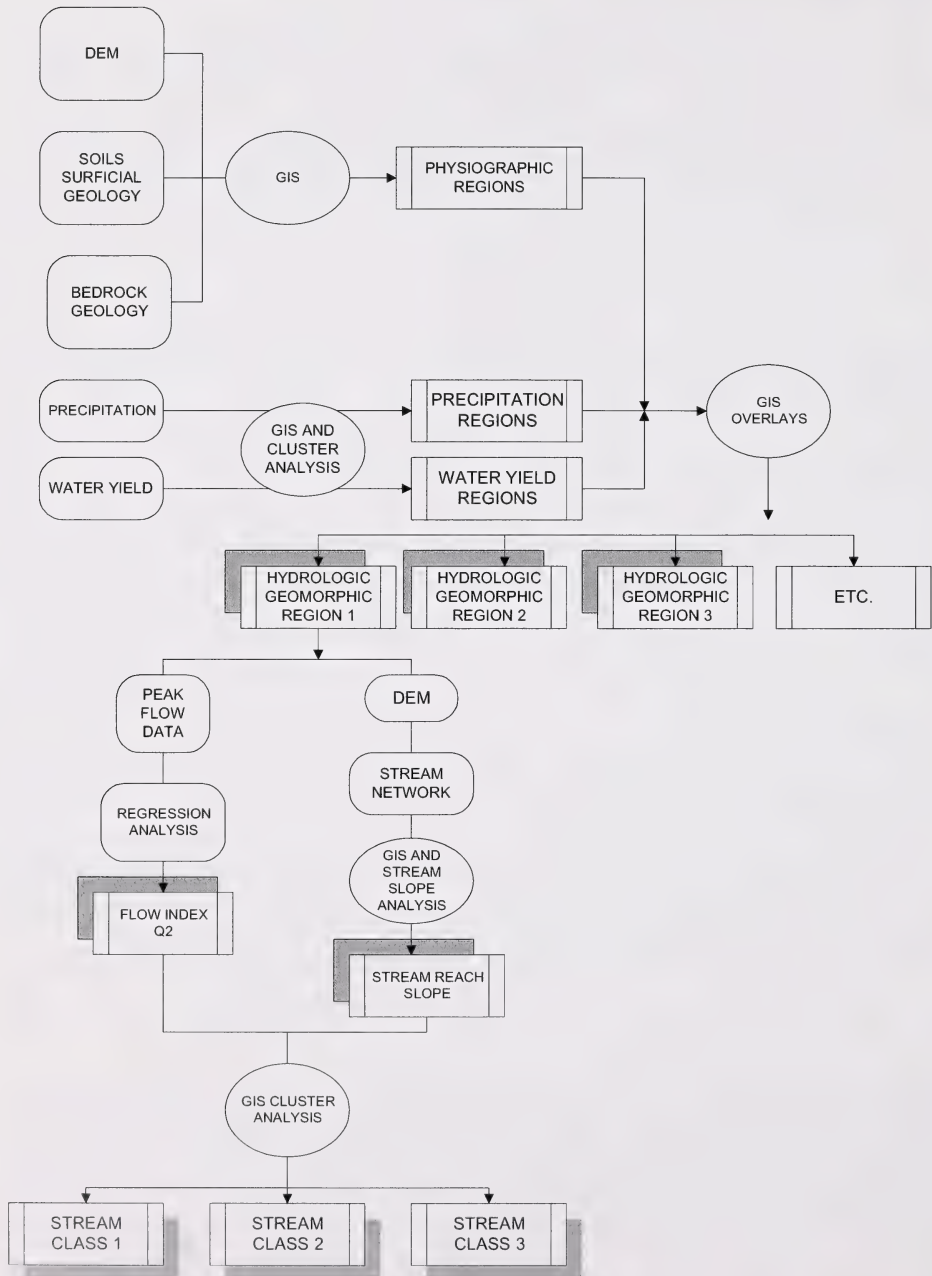 DEM
SOILS
SURFICIAL
GEOLOGY
BEDROCK
GEOLOGY
GIS
PHYSIOGRAPHIC
REGIONS
PRECIPITATION
WATER YIELD
GIS AND
CLUSTER
ANALYSIS
PRECIPITATION
REGIONS
WATER YIELD
REGIONS
GIS
OVERLAYS
HYDROLOGIC
GEOMORPHIC
REGION 1
HYDROLOGIC
GEOMORPHIC
REGION 2
HYDROLOGIC
GEOMORPHIC
REGION 3
ETC.
PEAK
FLOW
DATA
REGRESSION
ANALYSIS
FLOW INDEX
Q2
DEM
STREAM
NETWORK
GIS AND
STREAM
SLOPE
ANALYSIS
STREAM REACH
SLOPE
GIS CLUSTER
ANALYSIS
STREAM
CLASS 1
STREAM
CLASS 2
STREAM
CLASS 3